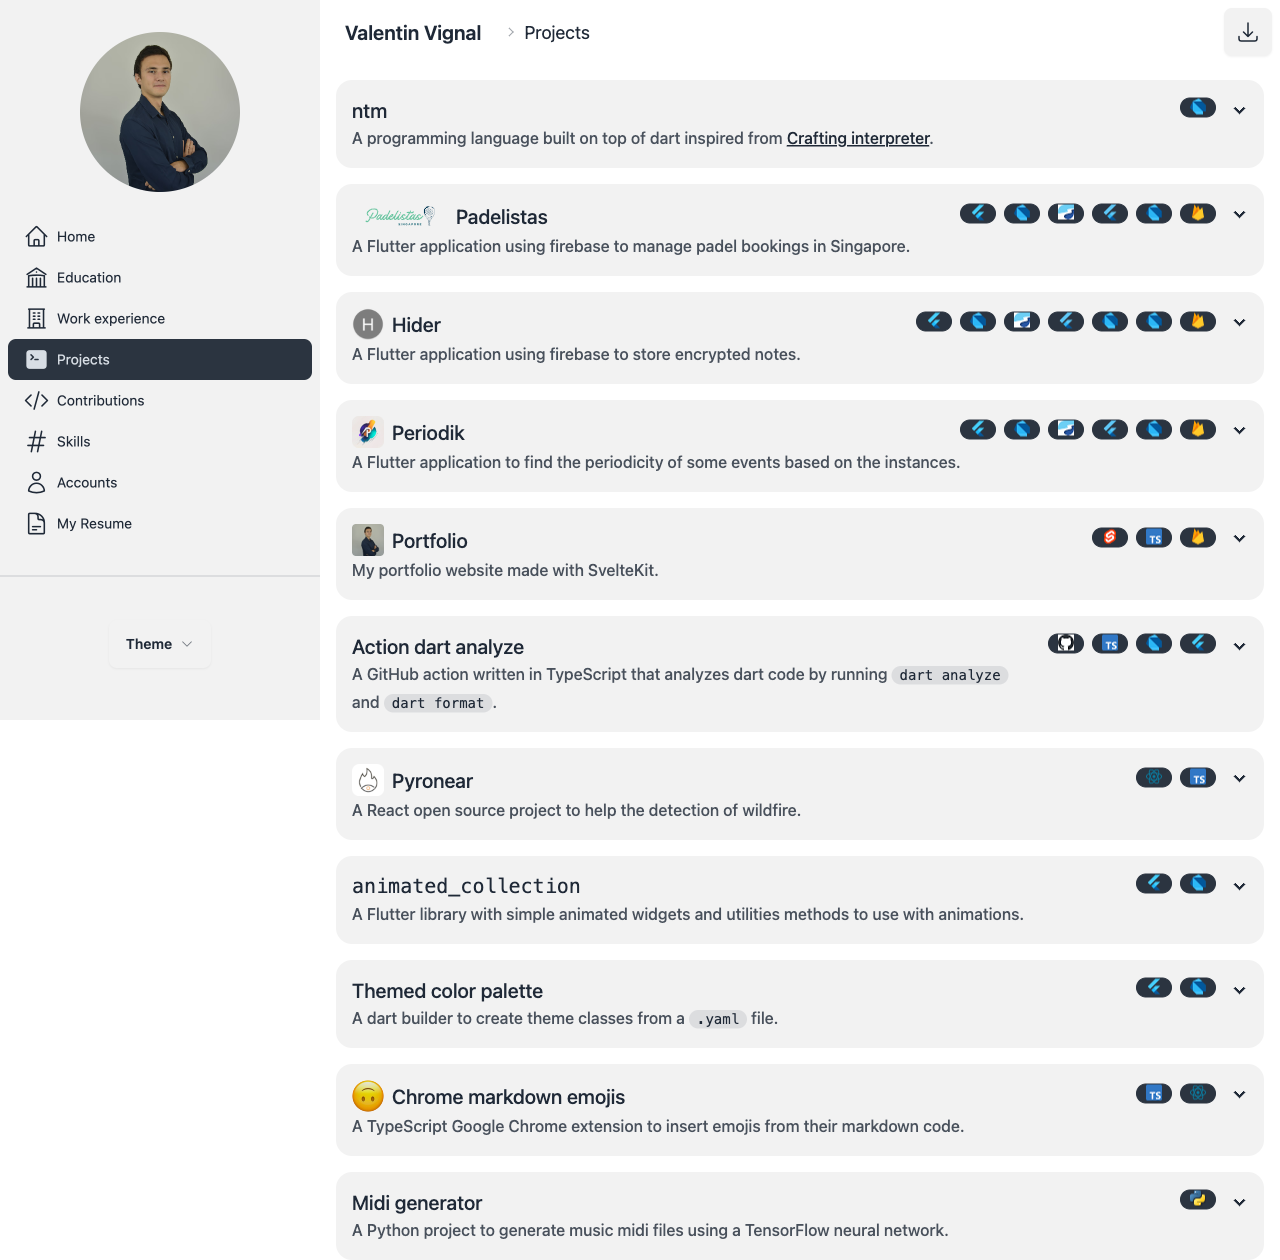 Valentin Vignal
Projects
Home
Education
Work experience
Projects
Contributions
Skills
Accounts
My Resume
Theme
ntm
A programming language built on top of dart inspired from Crafting interpreter.
Padelistas
SINGAPORE
Padelistas
A Flutter application using firebase to manage padel bookings in Singapore.
H
Hider
A Flutter application using firebase to store encrypted notes.
Periodik
A Flutter application to find the periodicity of some events based on the instances.
Portfolio
TS
My portfolio website made with SvelteKit.
Action dart analyze
TS
A GitHub action written in TypeScript that analyzes dart code by running dart analyze
and dart format.
Pyronear
TS
A React open source project to help the detection of wildfire.
animated_collection
A Flutter library with simple animated widgets and utilities methods to use with animations.
Themed color palette
A dart builder to create theme classes from a .yaml file.
Chrome markdown emojis
TS
A TypeScript Google Chrome extension to insert emojis from their markdown code.
Midi generator
A Python project to generate music midi files using a TensorFlow neural network.